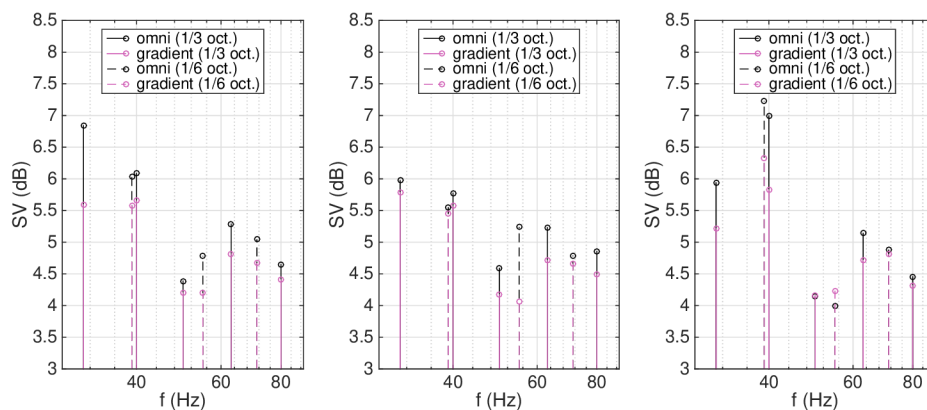 8.5
8
7.5
7
6.5
6
5.5
5
4.5
4
3.5
3
SV (dB)
omni (1/3 oct.)
gradient (1/3 oct.)
omni (1/6 oct.)
gradient (1/6 oct.)
40 60 80
f (Hz)
8.5
8
7.5
7
6.5
6
5.5
5
4.5
4
3.5
3
SV (dB)
omni (1/3 oct.)
gradient (1/3 oct.)
omni (1/6 oct.)
gradient (1/6 oct.)
40 60 80
f (Hz)
8.5
8
7.5
7
6.5
6
5.5
5
4.5
4
3.5
3
SV (dB)
omni (1/3 oct.)
gradient (1/3 oct.)
omni (1/6 oct.)
gradient (1/6 oct.)
40 60 80
f (Hz)